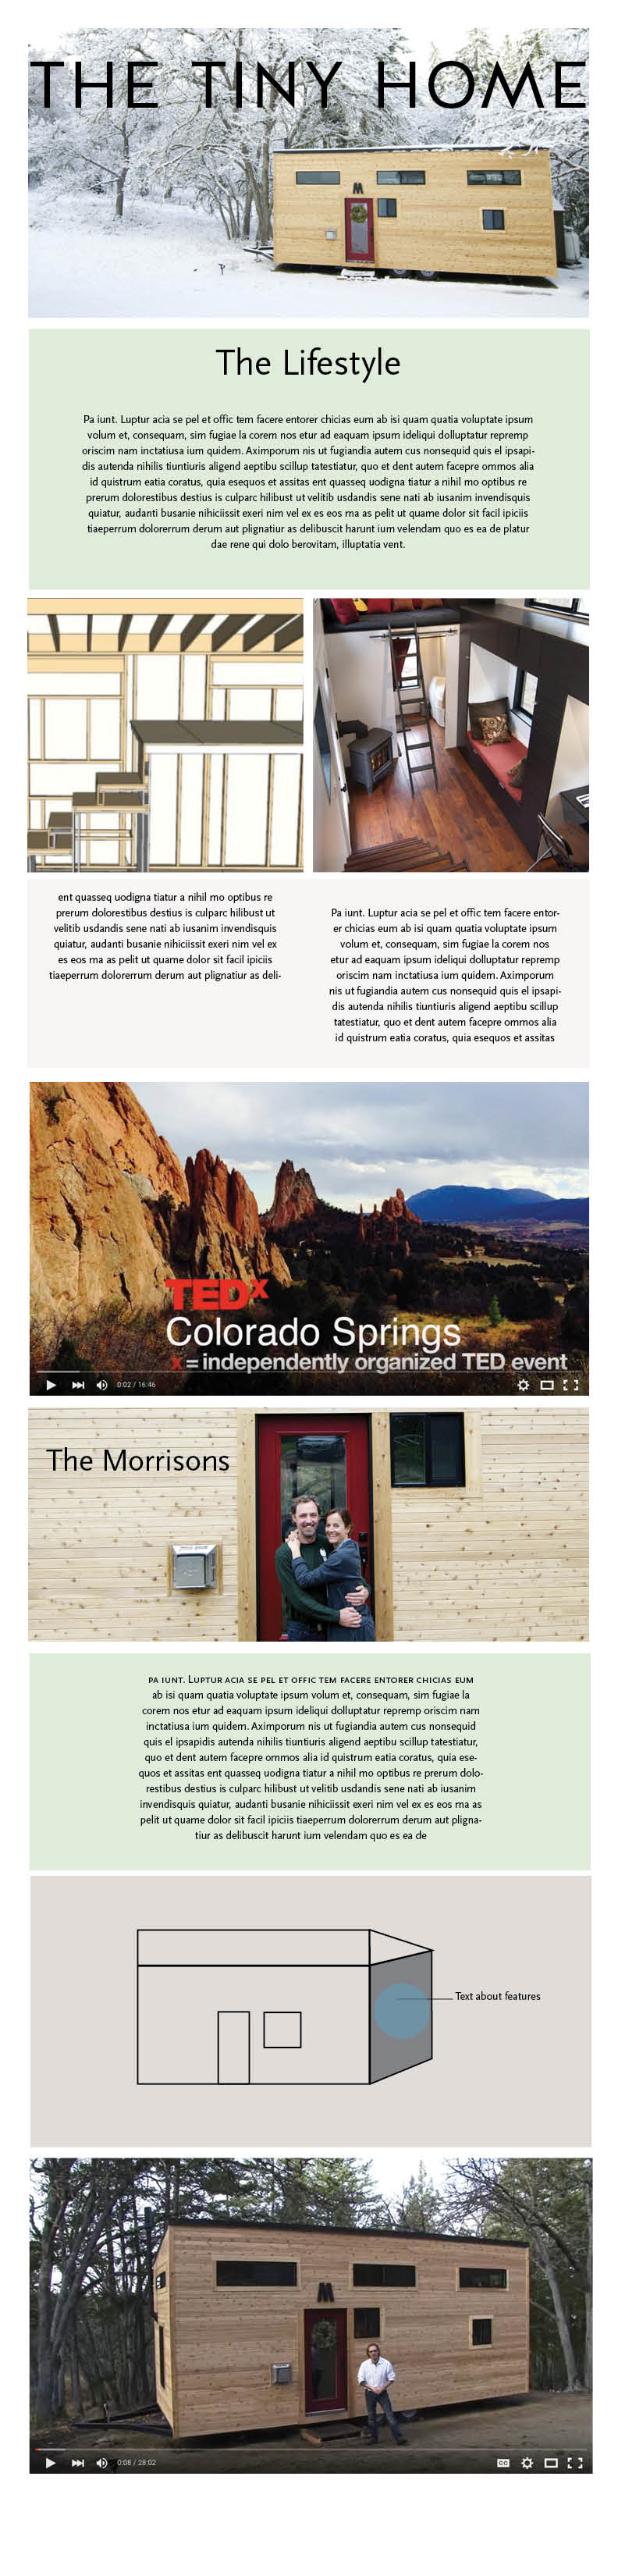 THE TINY HOME
M
The Lifestyle
Pa iunt. Luptur acia se pel et offic tem facere entorer chicias eum ab isi quam quatia voluptate ipsum
volum et, consequam, sim fugiae la corem nos etur ad eaquam ipsum ideliqui dolluptatur repremp
oriscim nam inctatiusa ium quidem. Aximporum nis ut fugiandia autem cus nonsequid quis el ipsapi-
dis autenda nihilis tiuntiuris aligend aeptibu scillup tatestiatur, quo et dent autem facepre ommos alia
id quistrum eatia coratus, quia esequos et assitas ent quasseq uodigna tiatur a nihil mo optibus re
prerum dolorestibus destius is culparc hilibust ut velitib usdandis sene nati ab iusanim invendisquis
quiatur, audanti busanie nihiciissit exeri nim vel ex es eos ma as pelit ut quame dolor sit facil ipiciis
tiaeperrum dolorerrum derum aut plignatiur as delibuscit harunt ium velendam quo es ea de platur
dae rene qui dolo berovitam, illuptatia vent.
ent quasseq uodigna tiatur a nihil mo optibus re
prerum dolorestibus destius is culparc hilibust ut
velitib usdandis sene nati ab iusanim invendisquis
quiatur, audanti busanie nihiciissit exeri nim vel ex
es eos ma as pelit ut quame dolor sit facil ipiciis
tiaeperrum dolorerrum derum aut plignatiur as deli-
Pa iunt. Luptur acia se pel et offic tem facere entor-
er chicias eum ab isi quam quatia voluptate ipsum
volum et, consequam, sim fugiae la corem nos
etur ad eaquam ipsum ideliqui dolluptatur repremp
oriscim nam inctatiusa ium quidem. Aximporum
nis ut fugiandia autem cus nonsequid quis el ipsapi-
dis autenda nihilis tiuntiuris aligend aeptibu scillup
tatestiatur, quo et dent autem facepre ommos alia
id quistrum eatia coratus, quia esequos et assitas
TEDx
Colorado Springs
x = independently organized TED event
0:02 / 16:46
The Morrisons
PA IUNT. LUPTUR ACIA SE PEL ET OFFIC TEM FACERE ENTORER CHICIAS EUM
ab isi quam quatia voluptate ipsum volum et, consequam, sim fugiae la
corem nos etur ad eaquam ipsum ideliqui dolluptatur repremp oriscim nam
inctatiusa ium quidem. Aximporum nis ut fugiandia autem cus nonsequid
quis el ipsapidis autenda nihilis tiuntiuris aligend aeptibu scillup tatestiatur,
quo et dent autem facepre ommos alia id quistrum eatia coratus, quia ese-
quos et assitas ent quasseq uodigna tiatur a nihil mo optibus re prerum dolo-
restibus destius is culparc hilibust ut velitib usdandis sene nati ab iusanim
invendisquis quiatur, audanti busanie nihiciissit exeri nim vel ex es eos ma as
pelit ut quame dolor sit facil ipiciis tiaeperrum dolorerrum derum aut pligna-
tiur as delibuscit harunt ium velendam quo es ea de
Text about features
M
0:08 / 28:02
CC